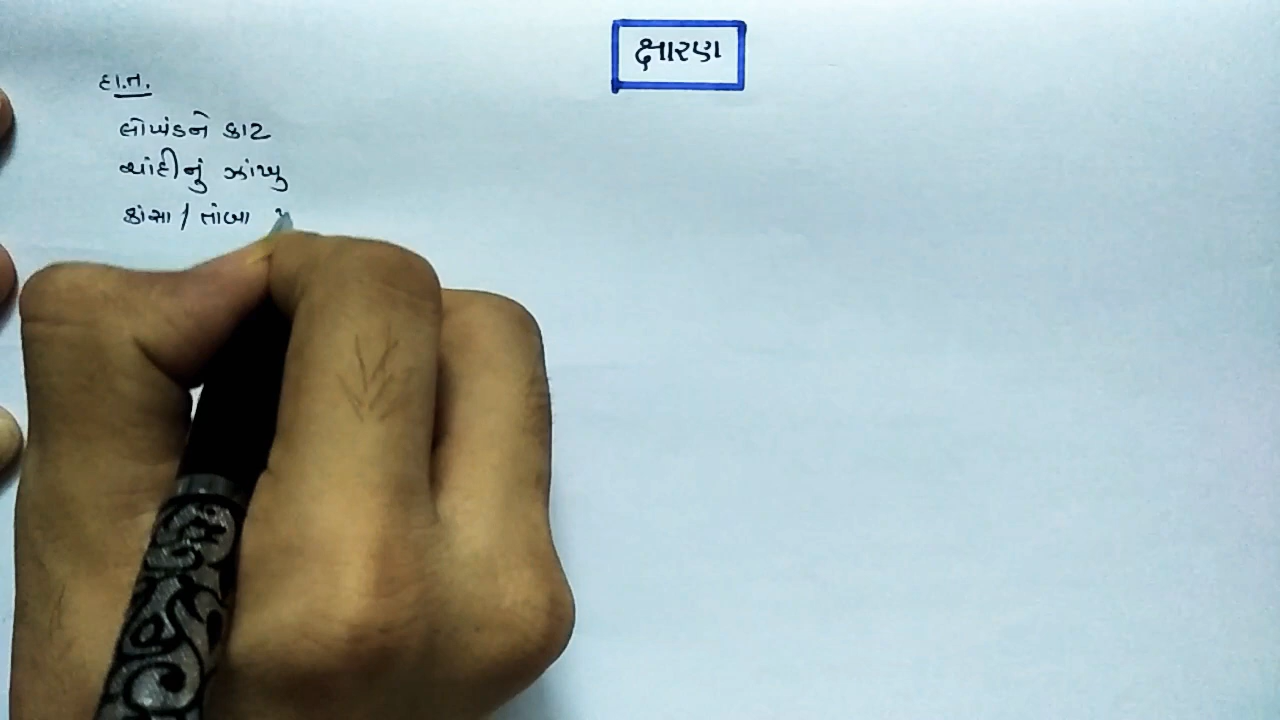 ક્ષારણ
દા.ત.
લોખંડને કાટ
ચાંદીનું ઝાંખુ
કાંસા / તાંબા